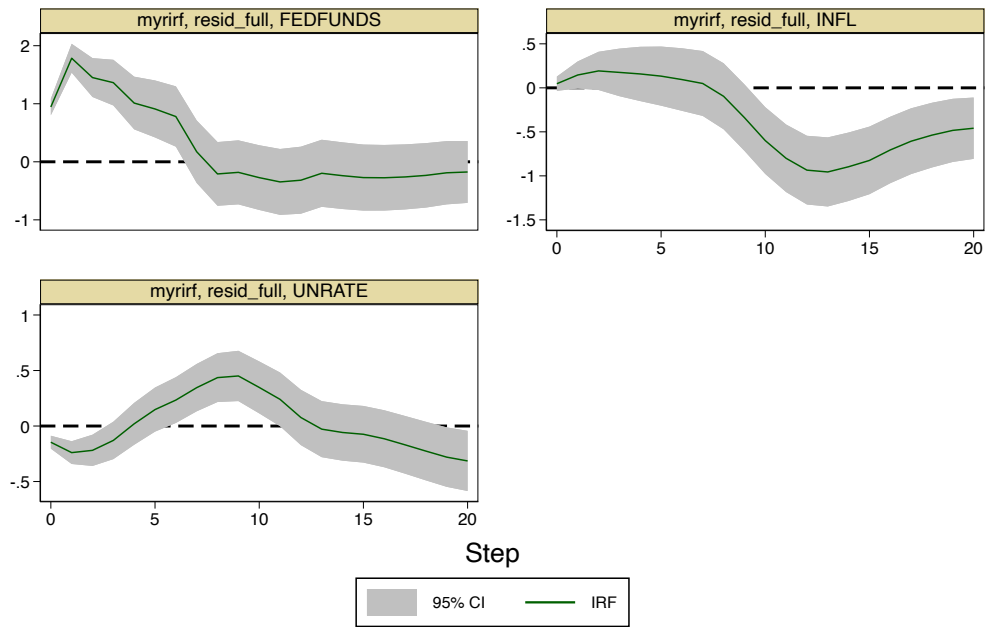 myrirf, resid_full, FEDFUNDS
2
1
0
-1
myrirf, resid_full, INFL
.5
0
-.5
-1
-1.5
0 5 10 15 20
myrirf, resid_full, UNRATE
1
.5
0
-.5
0 5 10 15 20
Step
95% CI IRF